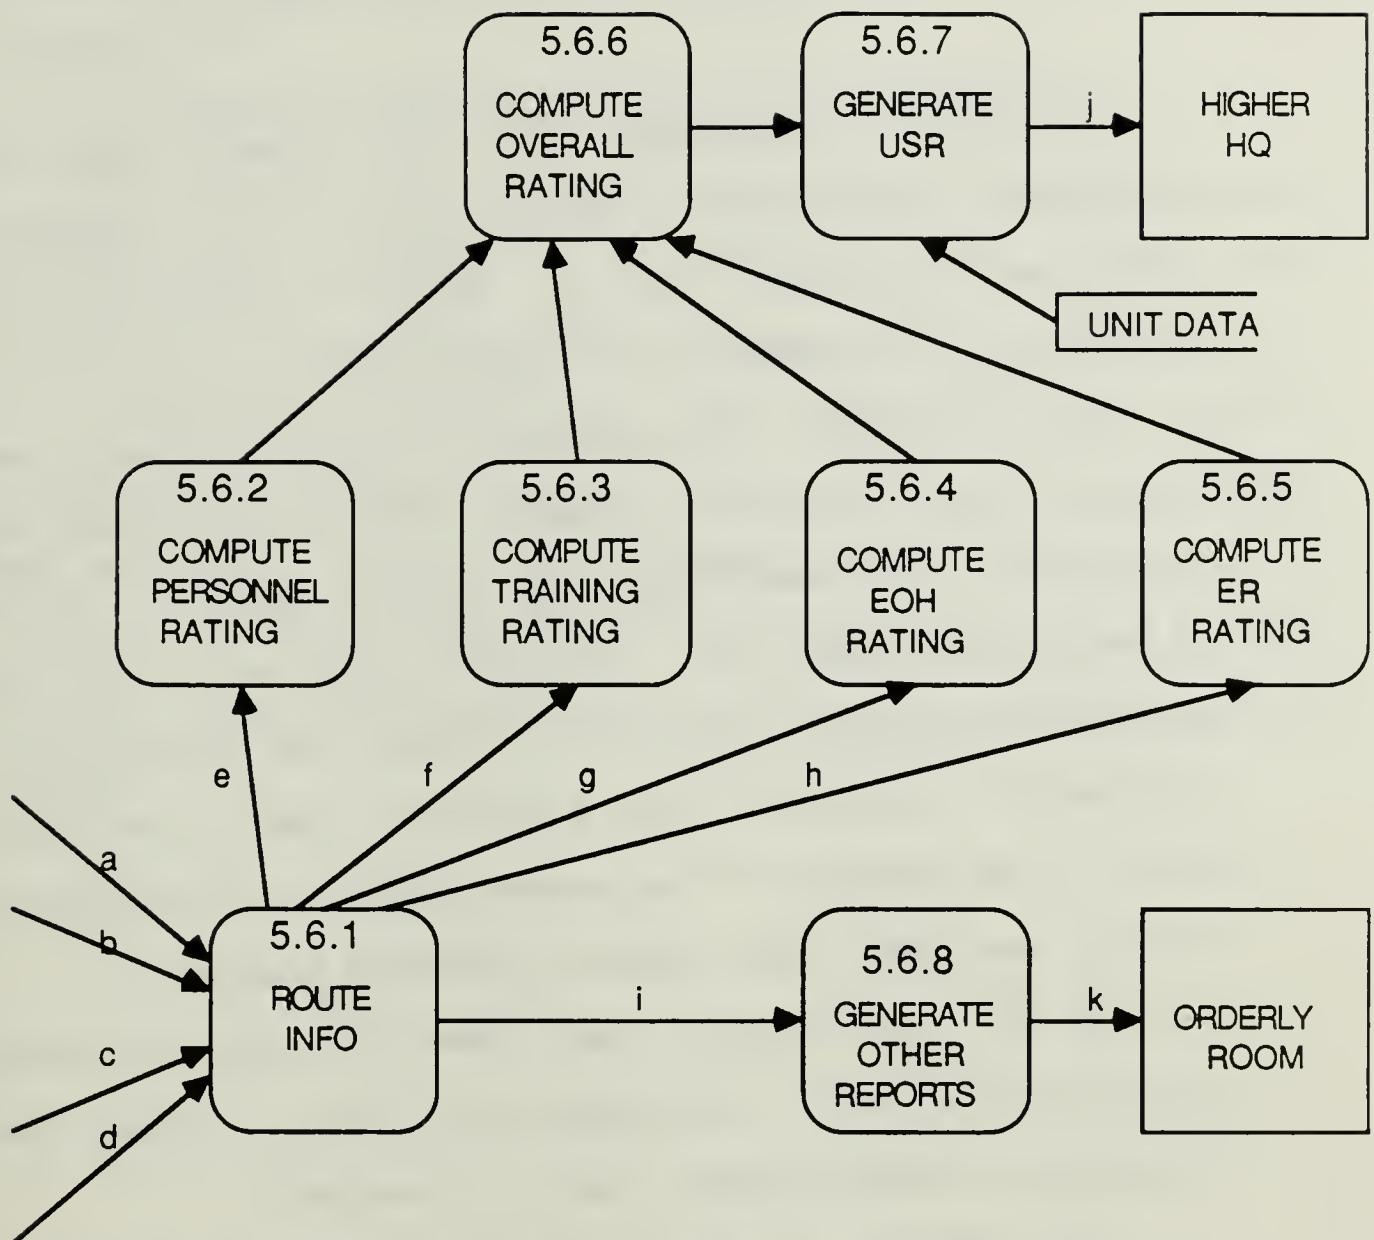 5.6.6
COMPUTE
OVERALL
RATING
5.6.7
GENERATE
USR
j
HIGHER
HQ
UNIT DATA
5.6.2
COMPUTE
PERSONNEL
RATING
5.6.3
COMPUTE
TRAINING
RATING
5.6.4
COMPUTE
EOH
RATING
5.6.5
COMPUTE
ER
RATING
e
f
g
h
a
b
c
d
5.6.1
ROUTE
INFO
i
5.6.8
GENERATE
OTHER
REPORTS
k
ORDERLY
ROOM